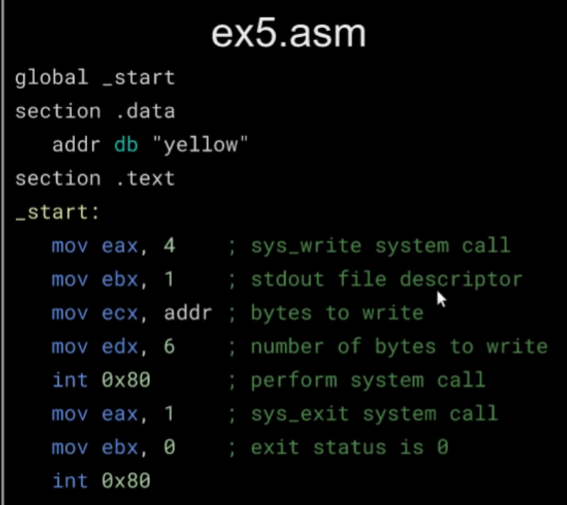 ex5.asm
global _start
section .data
addr db "yellow"
section .text
_start:
mov eax, 4 ; sys_write system call
mov ebx, 1 ; stdout file descriptor
mov ecx, addr ; bytes to write
mov edx, 6 ; number of bytes to write
int 0x80 ; perform system call
mov eax, 1 ; sys_exit system call
mov ebx, 0 ; exit status is 0
int 0x80